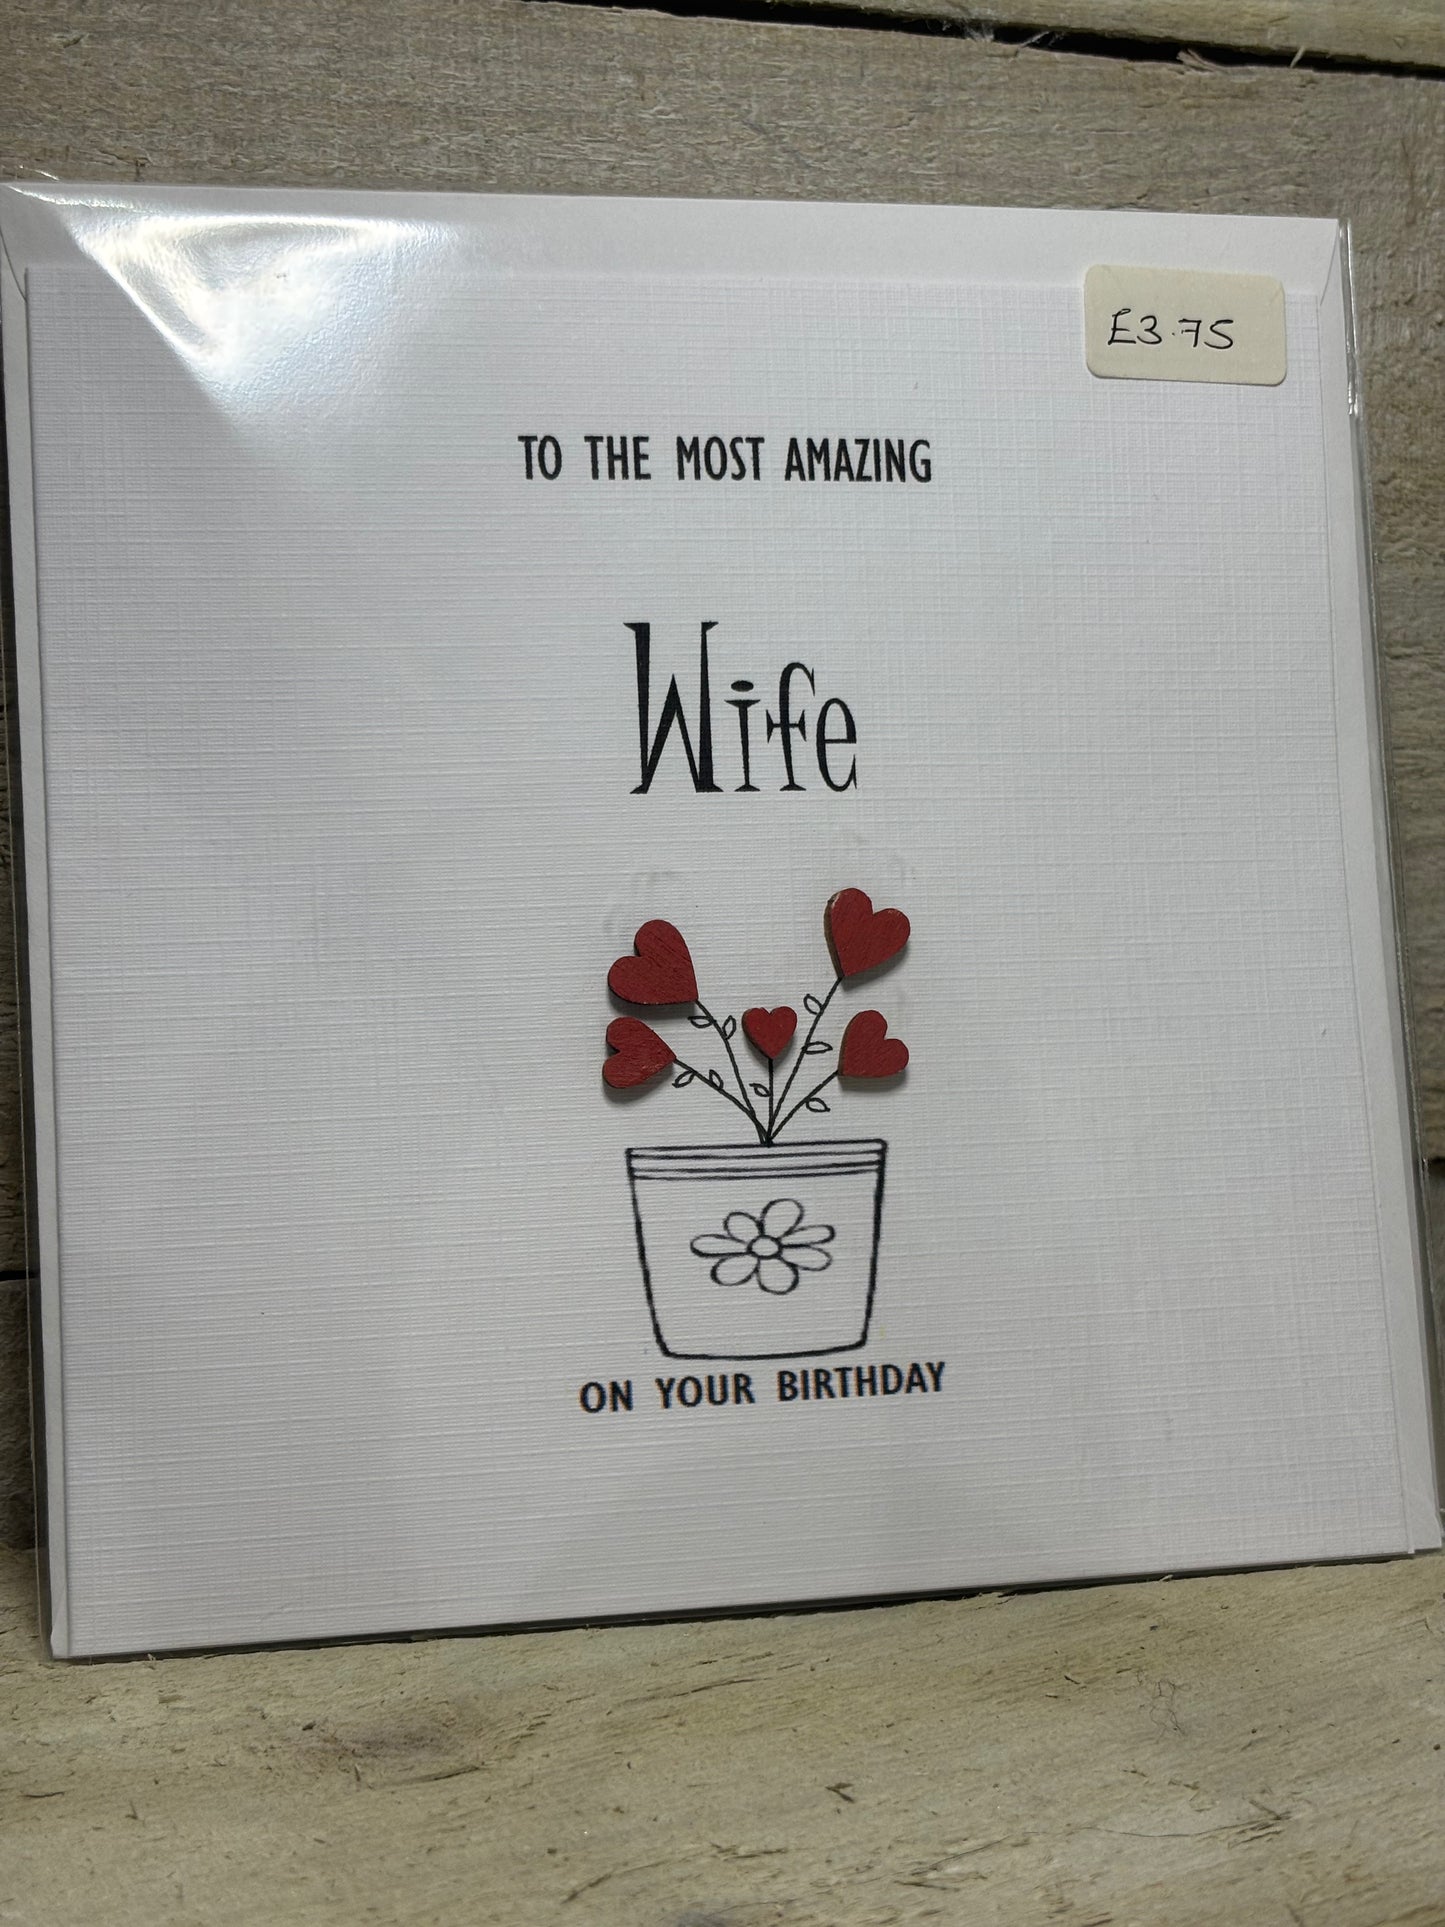 £3.75
TO THE MOST AMAZING
Wife
ON YOUR BIRTHDAY